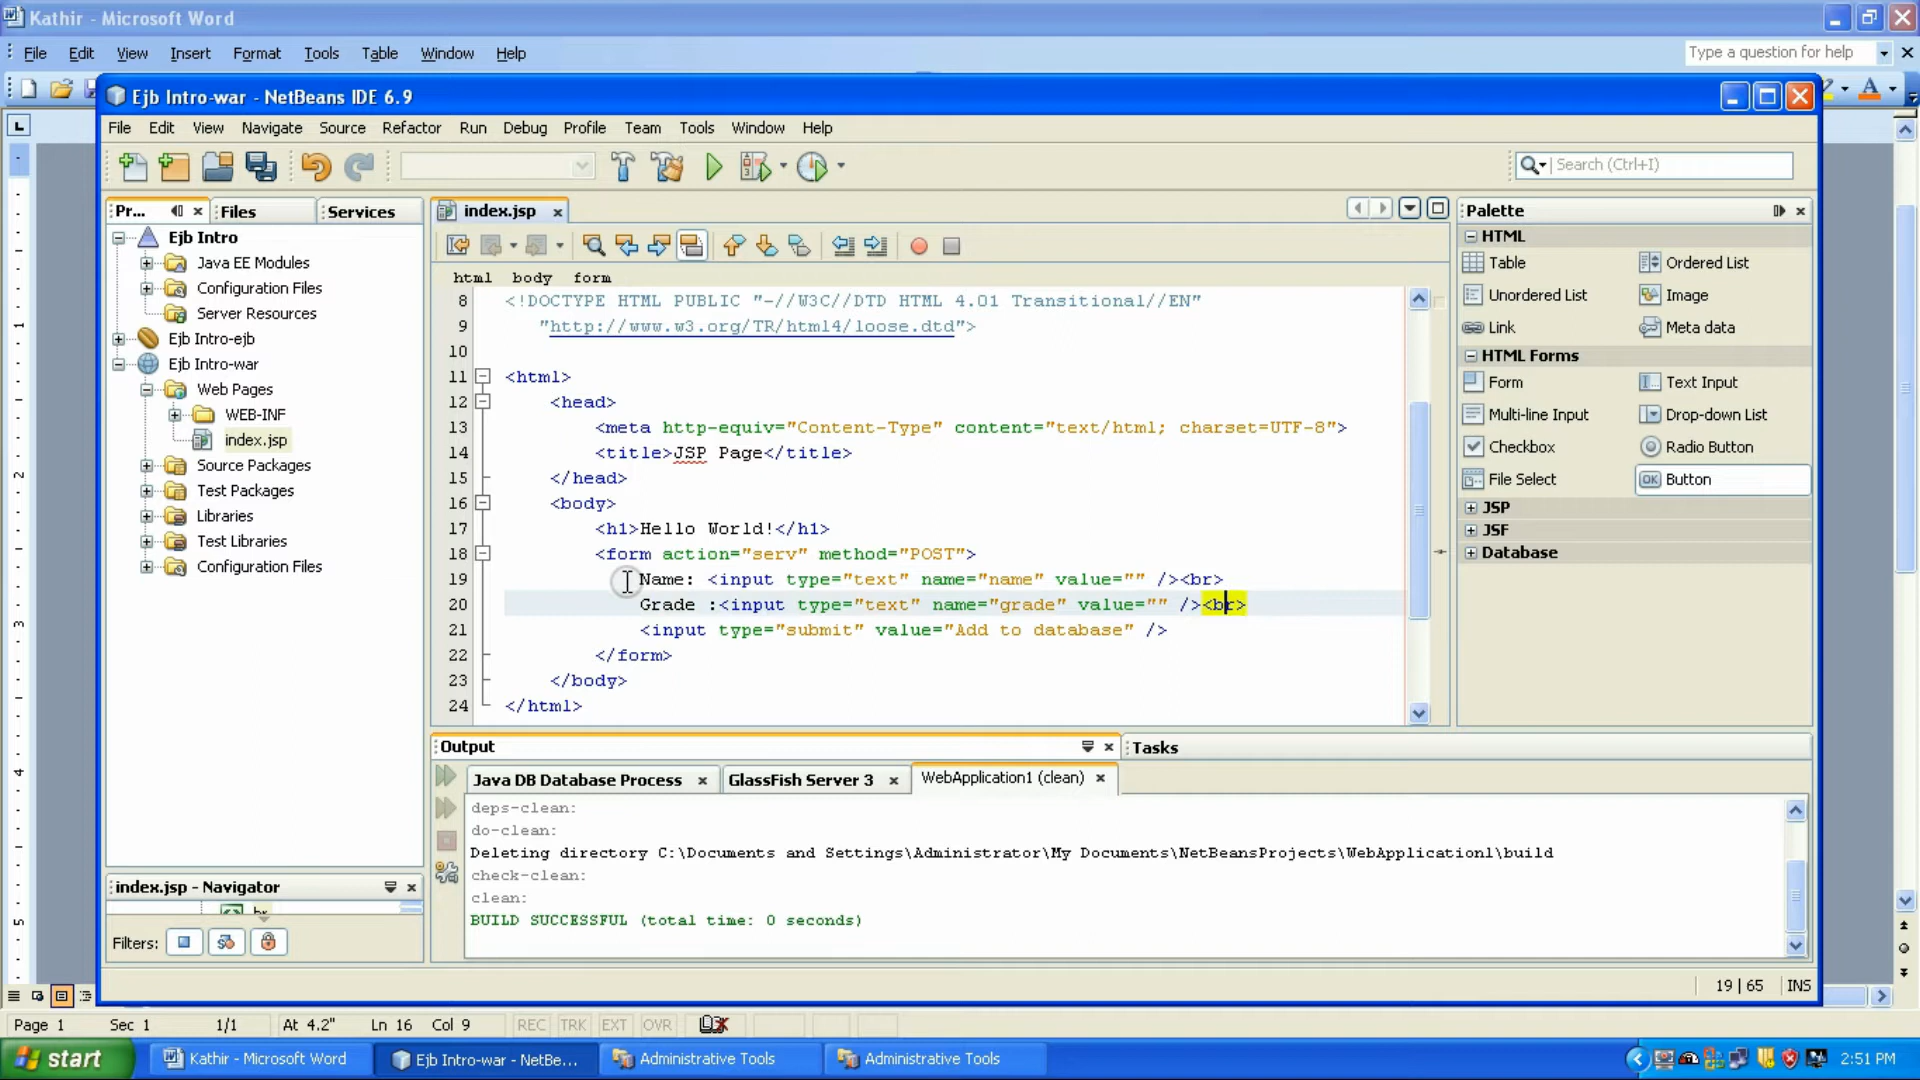 Kathir - Microsoft Word
File Edit View Insert Format Tools Table Window Help
Type a question for help
Ejb Intro-war - NetBeans IDE 6.9
File Edit View Navigate Source Refactor Run Debug Profile Team Tools Window Help
Search (Ctrl+I)
Pr... Files Services
Ejb Intro
Java EE Modules
Configuration Files
Server Resources
Ejb Intro-ejb
Ejb Intro-war
Web Pages
WEB-INF
index.jsp
Source Packages
Test Packages
Libraries
Test Libraries
Configuration Files
index.jsp - Navigator
br
Filters:
index.jsp
html body form
8 <!DOCTYPE HTML PUBLIC "-//W3C//DTD HTML 4.01 Transitional//EN"
9 "http://www.w3.org/TR/html4/loose.dtd">
10
11 <html>
12 <head>
13 <meta http-equiv="Content-Type" content="text/html; charset=UTF-8">
14 <title>JSP Page</title>
15 </head>
16 <body>
17 <h1>Hello World!</h1>
18 <form action="serv" method="POST">
19 Name: <input type="text" name="name" value="" /><br>
20 Grade :<input type="text" name="grade" value="" /><br>
21 <input type="submit" value="Add to database" />
22 </form>
23 </body>
24 </html>
Palette
HTML
Table Ordered List
Unordered List Image
Link Meta data
HTML Forms
Form Text Input
Multi-line Input Drop-down List
Checkbox Radio Button
File Select OK Button
JSP
JSF
Database
Output Tasks
Java DB Database Process GlassFish Server 3 WebApplication1 (clean)
deps-clean:
do-clean:
Deleting directory C:\Documents and Settings\Administrator\My Documents\NetBeansProjects\WebApplication1\build
check-clean:
clean:
BUILD SUCCESSFUL (total time: 0 seconds)
19 | 65 INS
Page 1 Sec 1 1/1 At 4.2" Ln 16 Col 9 REC TRK EXT OVR
start Kathir - Microsoft Word Ejb Intro-war - NetBe... Administrative Tools Administrative Tools 2:51 PM